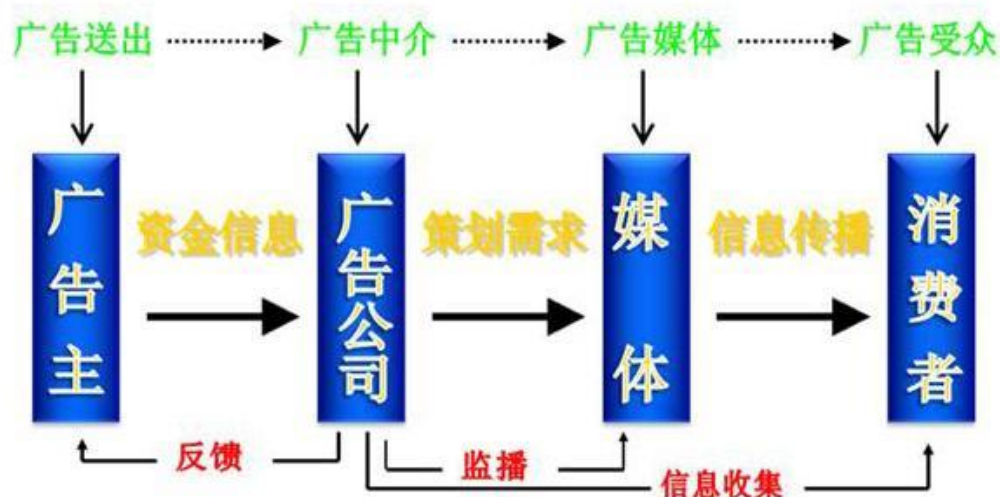 广告送出 广告中介 广告媒体 广告受众
广告主
资金信息
广告公司
策划需求
媒体
信息传播
消费者
反馈
监播
信息收集